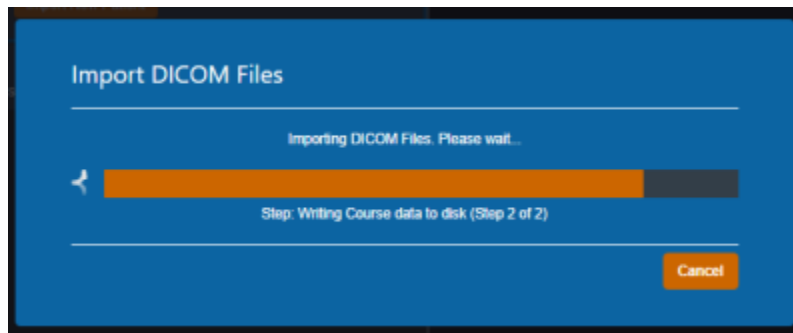 Import DICOM Files
Importing DICOM Files. Please wait...
Step: Writing Course data to disk (Step 2 of 2)
Cancel